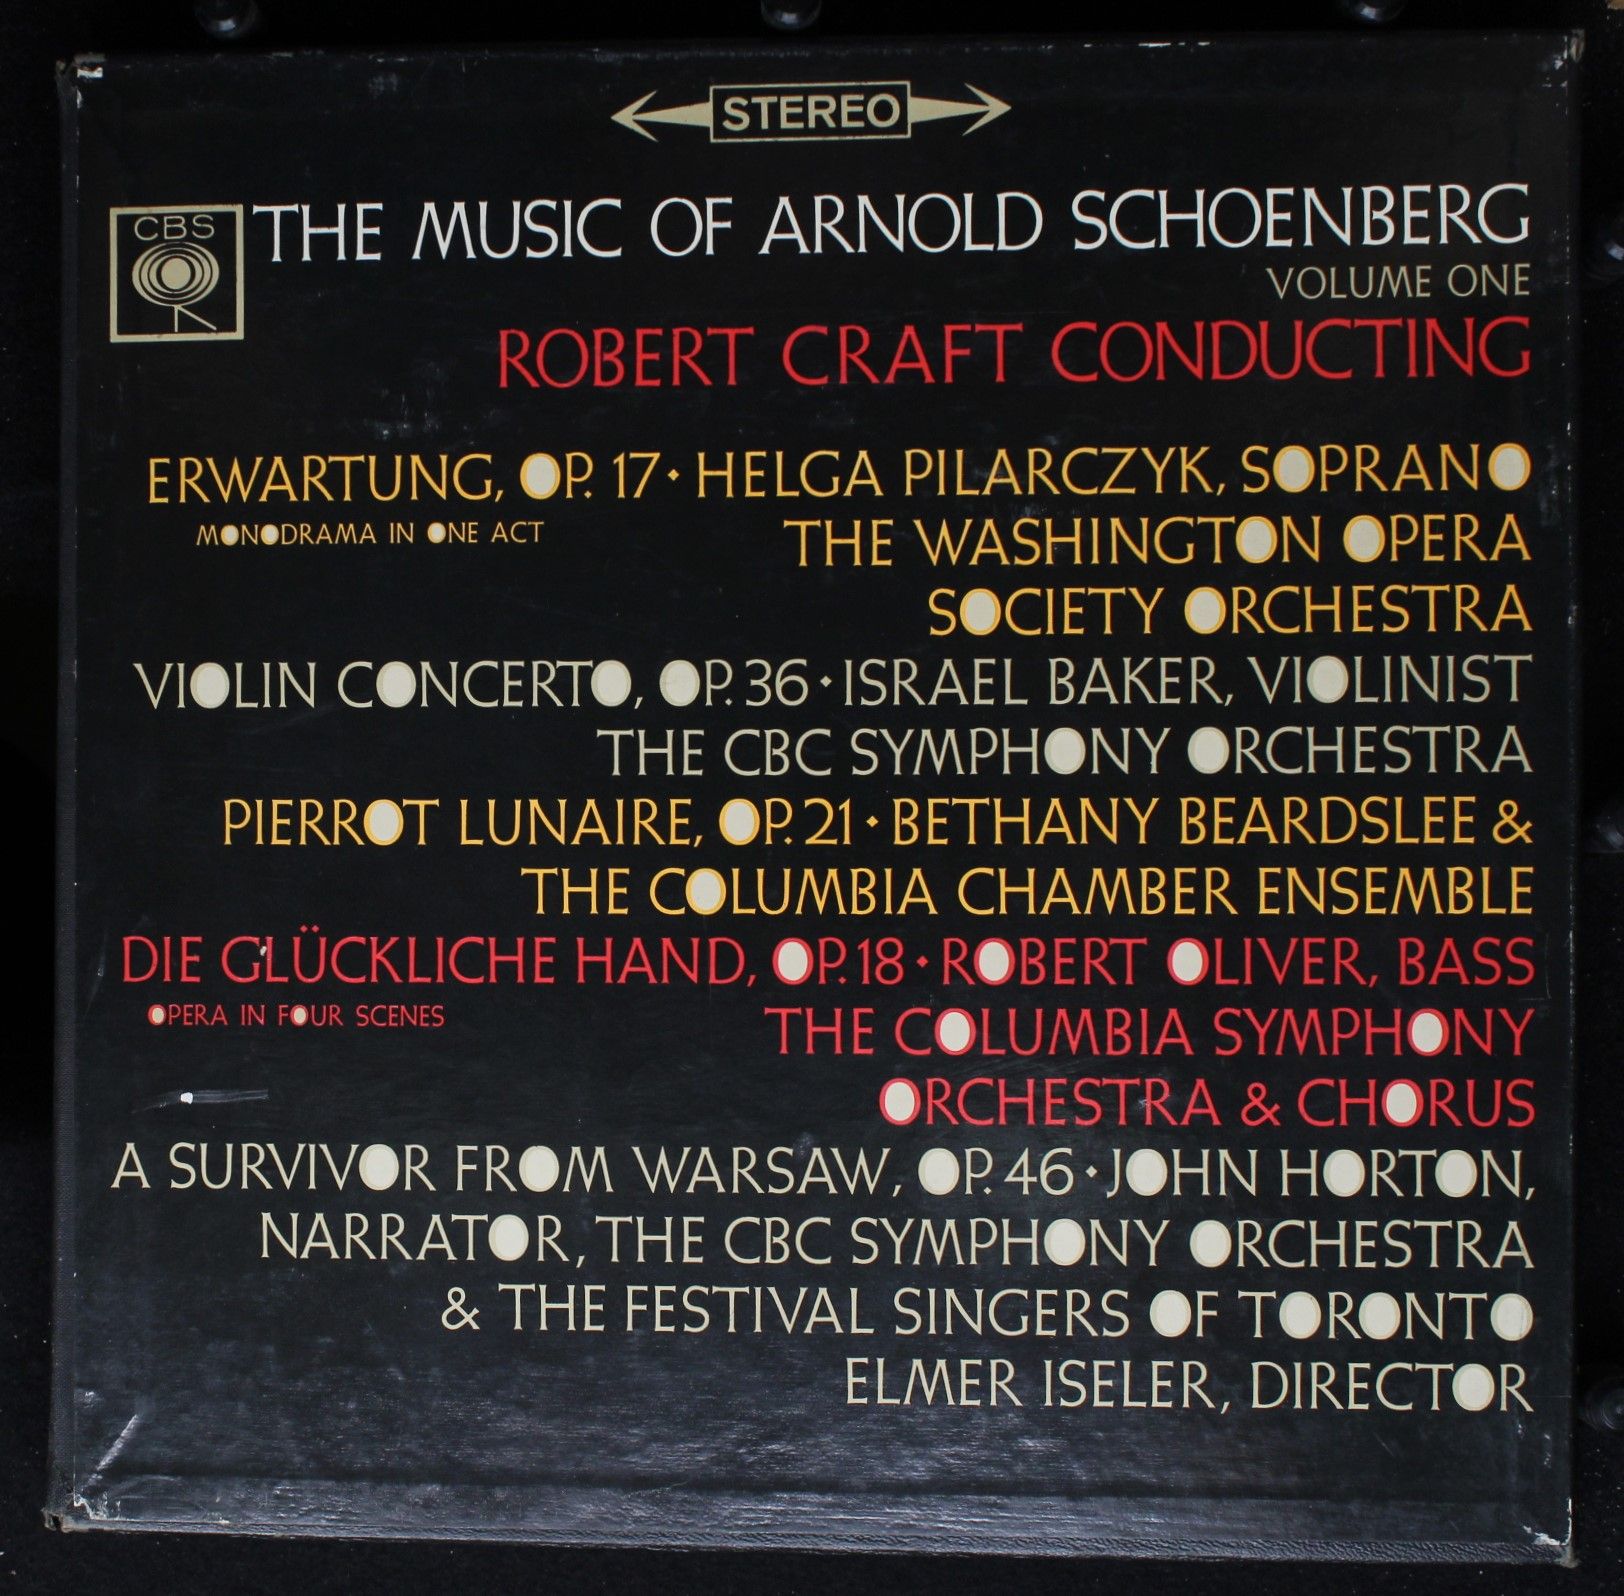 STEREO
CBS
THE MUSIC OF ARNOLD SCHOENBERG
VOLUME ONE
ROBERT CRAFT CONDUCTING
ERWARTUNG, OP. 17 • HELGA PILARCZYK, SOPRANO
MONODRAMA IN ONE ACT
THE WASHINGTON OPERA
SOCIETY ORCHESTRA
VIOLIN CONCERTO, OP. 36 • ISRAEL BAKER, VIOLINIST
THE CBC SYMPHONY ORCHESTRA
PIERROT LUNAIRE, OP. 21 • BETHANY BEARDSLEE &
THE COLUMBIA CHAMBER ENSEMBLE
DIE GLÜCKLICHE HAND, OP. 18 • ROBERT OLIVER, BASS
OPERA IN FOUR SCENES
THE COLUMBIA SYMPHONY
ORCHESTRA & CHORUS
A SURVIVOR FROM WARSAW, OP. 46 • JOHN HORTON,
NARRATOR, THE CBC SYMPHONY ORCHESTRA
& THE FESTIVAL SINGERS OF TORONTO
ELMER ISELER, DIRECTOR